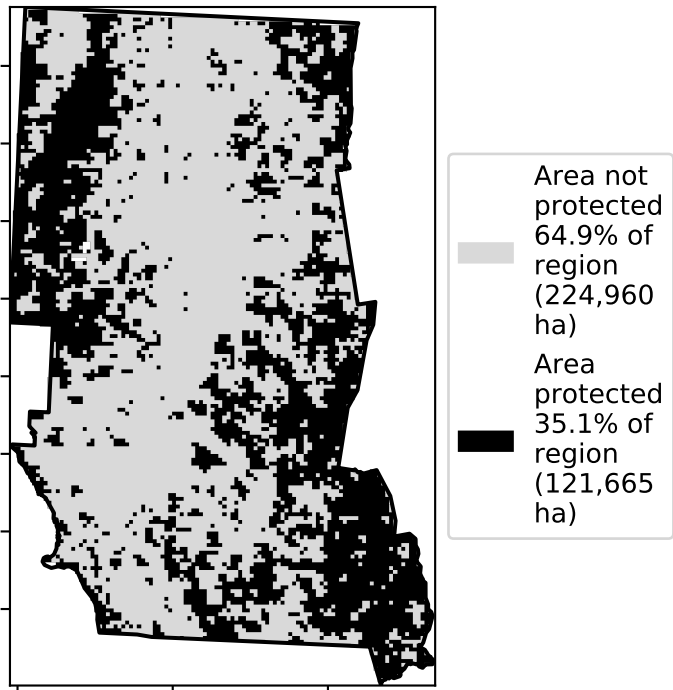 Area not
protected
64.9% of
region
(224,960
ha)
Area
protected
35.1% of
region
(121,665
ha)